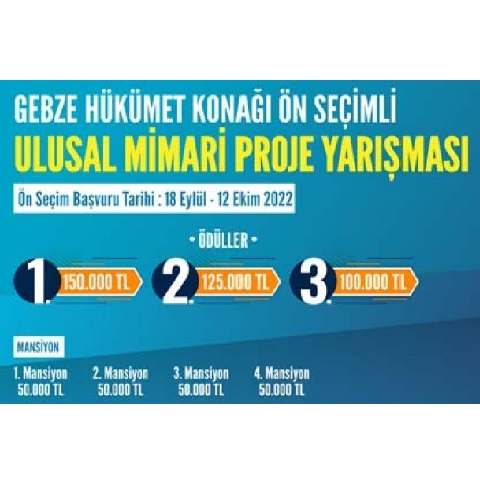 GEBZE HÜKÜMET KONAĞI ÖN SEÇİMLİ
ULUSAL MİMARİ PROJE YARIŞMASI
Ön Seçim Başvuru Tarihi : 18 Eylül - 12 Ekim 2022
• ÖDÜLLER •
1. 150.000 TL 2. 125.000 TL 3. 100.000 TL
MANSİYON
1. Mansiyon 2. Mansiyon 3. Mansiyon 4. Mansiyon
50.000 TL 50.000 TL 50.000 TL 50.000 TL